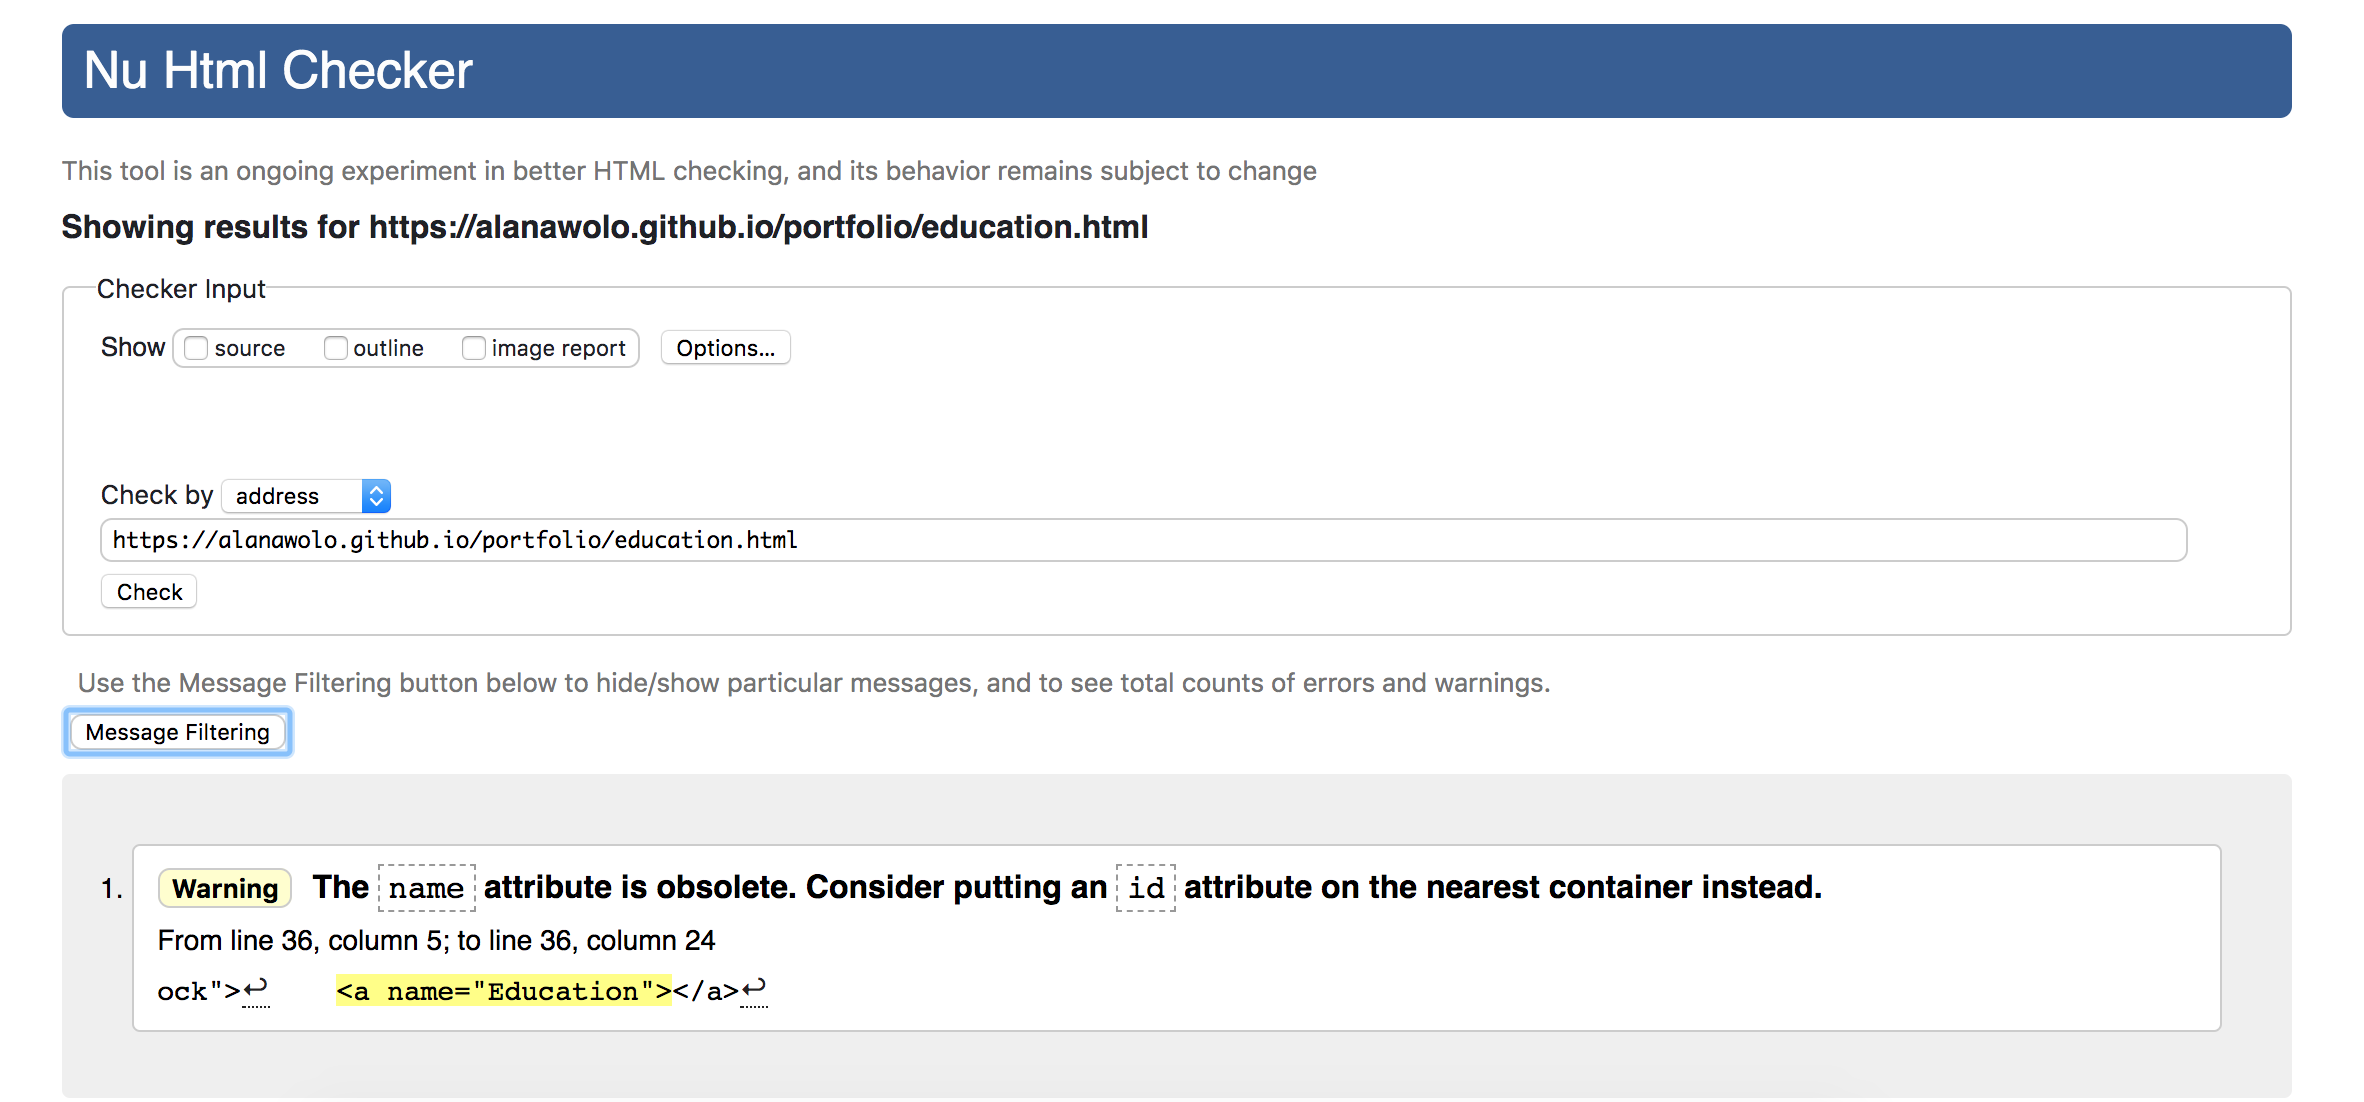 Nu Html Checker
This tool is an ongoing experiment in better HTML checking, and its behavior remains subject to change
Showing results for https://alanawolo.github.io/portfolio/education.html
Checker Input
Show source outline image report Options...
Check by address
https://alanawolo.github.io/portfolio/education.html
Check
Use the Message Filtering button below to hide/show particular messages, and to see total counts of errors and warnings.
Message Filtering
1. Warning The name attribute is obsolete. Consider putting an id attribute on the nearest container instead.
From line 36, column 5; to line 36, column 24
ock">↩ <a name="Education"></a>↩